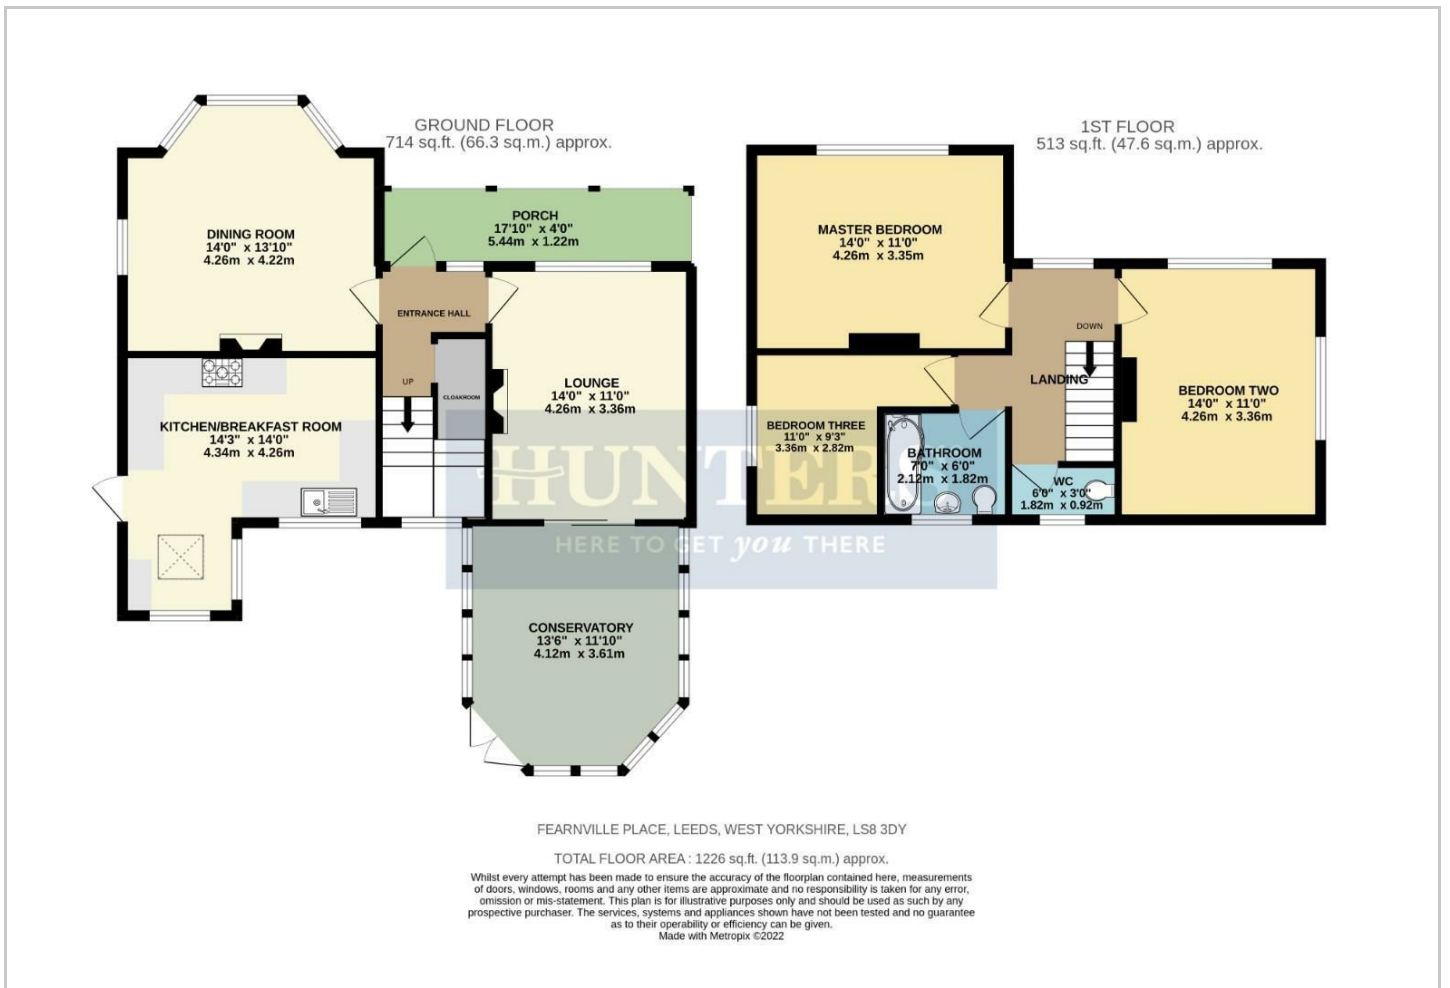 GROUND FLOOR
714 sq.ft. (66.3 sq.m.) approx.
1ST FLOOR
513 sq.ft. (47.6 sq.m.) approx.
DINING ROOM
14'0" x 13'10"
4.26m x 4.22m
PORCH
17'10" x 4'0"
5.44m x 1.22m
ENTRANCE HALL
UP
CLOAKROOM
LOUNGE
14'0" x 11'0"
4.26m x 3.36m
KITCHEN/BREAKFAST ROOM
14'3" x 14'0"
4.34m x 4.26m
CONSERVATORY
13'6" x 11'10"
4.12m x 3.61m
MASTER BEDROOM
14'0" x 11'0"
4.26m x 3.35m
DOWN
LANDING
BEDROOM TWO
14'0" x 11'0"
4.26m x 3.36m
BEDROOM THREE
11'0" x 9'3"
3.36m x 2.82m
BATHROOM
7'0" x 6'0"
2.12m x 1.82m
WC
6'0" x 3'0"
1.82m x 0.92m
HUNTERS
HERE TO GET you THERE
FEARNVILLE PLACE, LEEDS, WEST YORKSHIRE, LS8 3DY
TOTAL FLOOR AREA : 1226 sq.ft. (113.9 sq.m.) approx.
Whilst every attempt has been made to ensure the accuracy of the floorplan contained here, measurements
of doors, windows, rooms and any other items are approximate and no responsibility is taken for any error,
omission or mis-statement. This plan is for illustrative purposes only and should be used as such by any
prospective purchaser. The services, systems and appliances shown have not been tested and no guarantee
as to their operability or efficiency can be given.
Made with Metropix ©2022